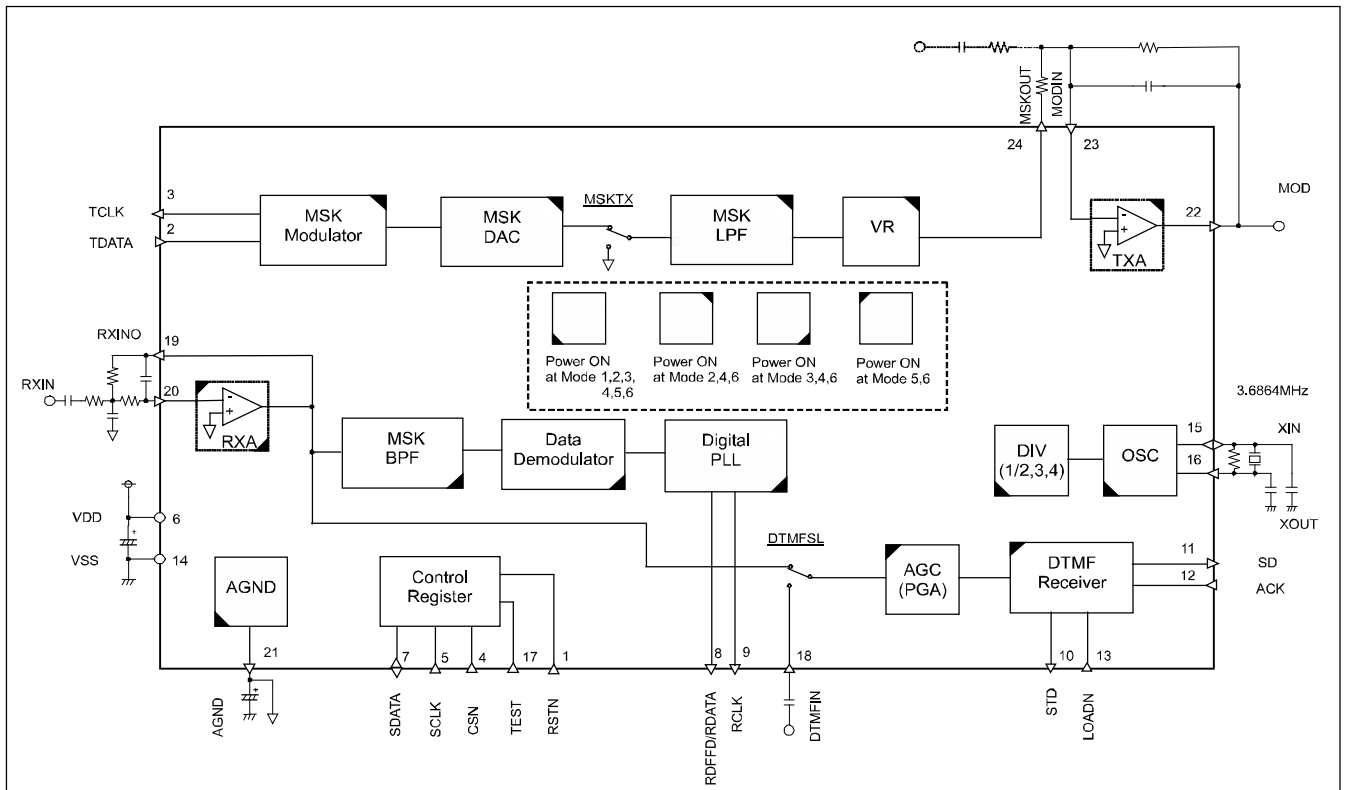 MSKOUT
MODIN
24
23
MOD
22
3
TCLK
2
TDATA
MSK
Modulator
MSK
DAC
MSKTX
MSK
LPF
VR
-
+
TXA
Power ON
at Mode 1,2,3,
4,5,6
Power ON
at Mode 2,4,6
Power ON
at Mode 3,4,6
Power ON
at Mode 5,6
RXINO
19
RXIN
20
-
+
RXA
MSK
BPF
Data
Demodulator
Digital
PLL
3.6864MHz
XIN
15
16
XOUT
DIV
(1/2,3,4)
OSC
VDD
6
+
VSS
14
AGND
21
+
AGND
Control
Register
7
5
4
17
1
SDATA
SCLK
CSN
TEST
RSTN
8
9
RDFFD/RDATA
RCLK
DTMFSL
18
DTMFIN
AGC
(PGA)
DTMF
Receiver
11
SD
12
ACK
10
13
STD
LOADN